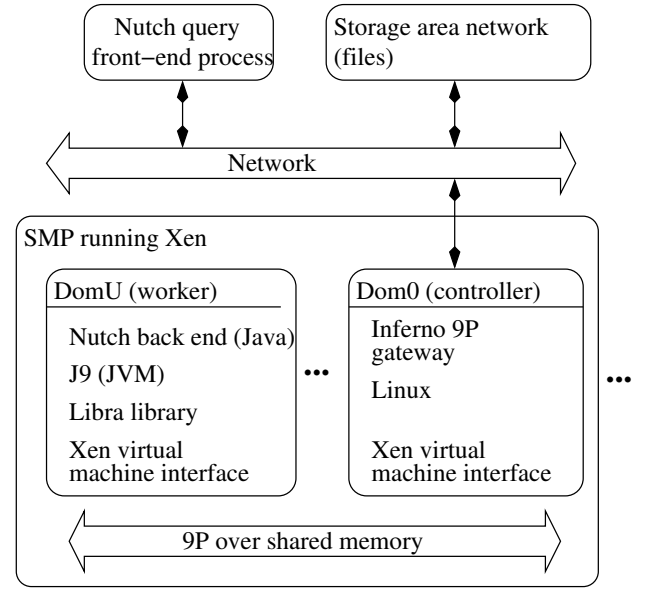 Nutch query
front−end process
Storage area network
(files)
Network
SMP running Xen
DomU (worker)
Nutch back end (Java)
J9 (JVM)
Libra library
Xen virtual
machine interface
...
Dom0 (controller)
Inferno 9P
gateway
Linux
Xen virtual
machine interface
...
9P over shared memory